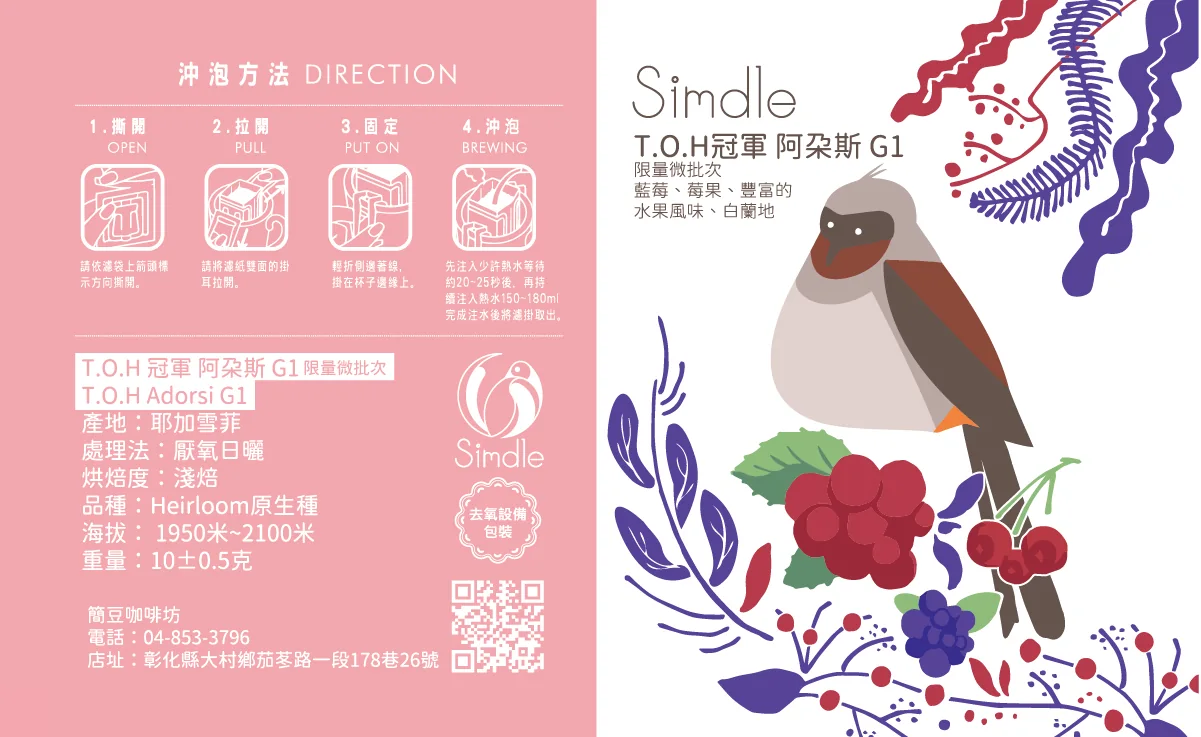 沖泡方法 DIRECTION
1.撕開
OPEN
請依濾袋上箭頭標
示方向撕開。
2.拉開
PULL
請將濾紙雙面的掛
耳拉開。
3.固定
PUT ON
輕折側邊著線,
掛在杯子邊緣上。
4.沖泡
BREWING
先注入少許熱水等待
約20-25秒後, 再持
續注入熱水150-180ml
完成注水後將濾掛取出。
T.O.H 冠軍 阿朶斯 G1 限量微批次
T.O.H Adorsi G1
產地：耶加雪菲
處理法：厭氧日曬
烘焙度：淺焙
品種：Heirloom原生種
海拔： 1950米~2100米
重量：10±0.5克
Simdle
去氧設備
包裝
簡豆咖啡坊
電話：04-853-3796
店址：彰化縣大村鄉茄苳路一段178巷26號
Simdle
T.O.H冠軍 阿朶斯 G1
限量微批次
藍莓、莓果、豐富的
水果風味、白蘭地